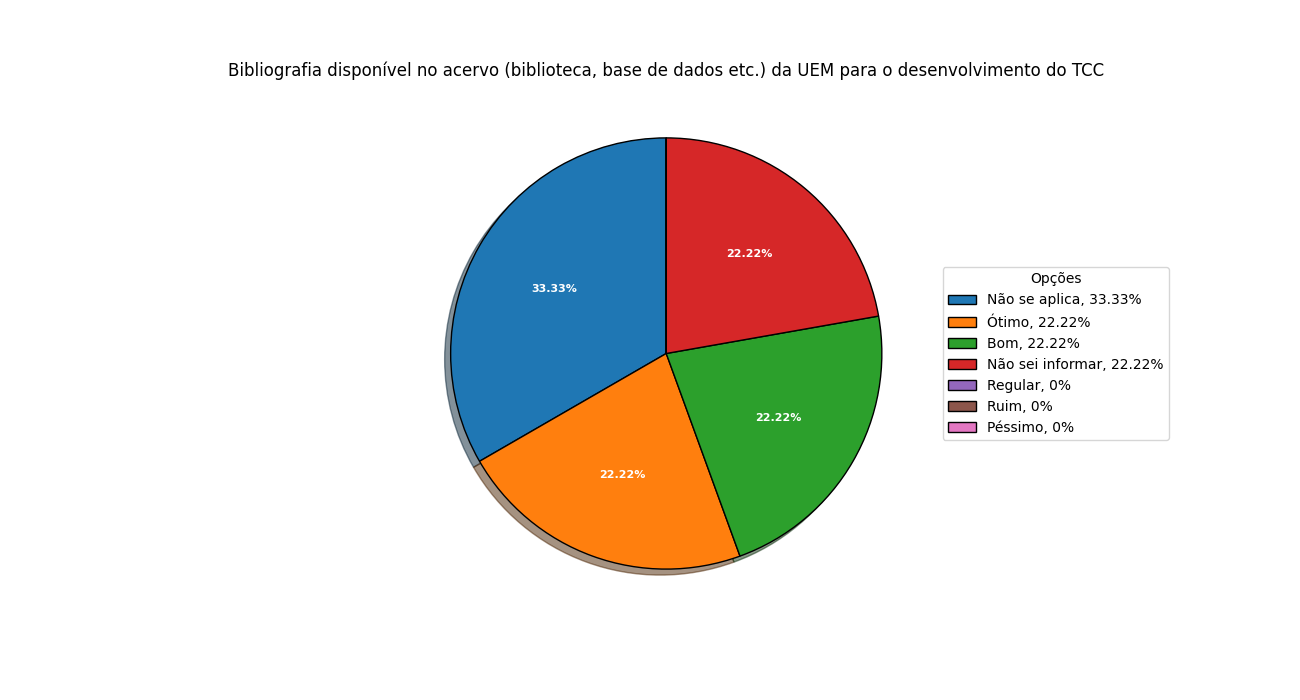 Bibliografia disponível no acervo (biblioteca, base de dados etc.) da UEM para o desenvolvimento do TCC
22.22%
33.33%
22.22%
22.22%
Opções
Não se aplica, 33.33%
Ótimo, 22.22%
Bom, 22.22%
Não sei informar, 22.22%
Regular, 0%
Ruim, 0%
Péssimo, 0%